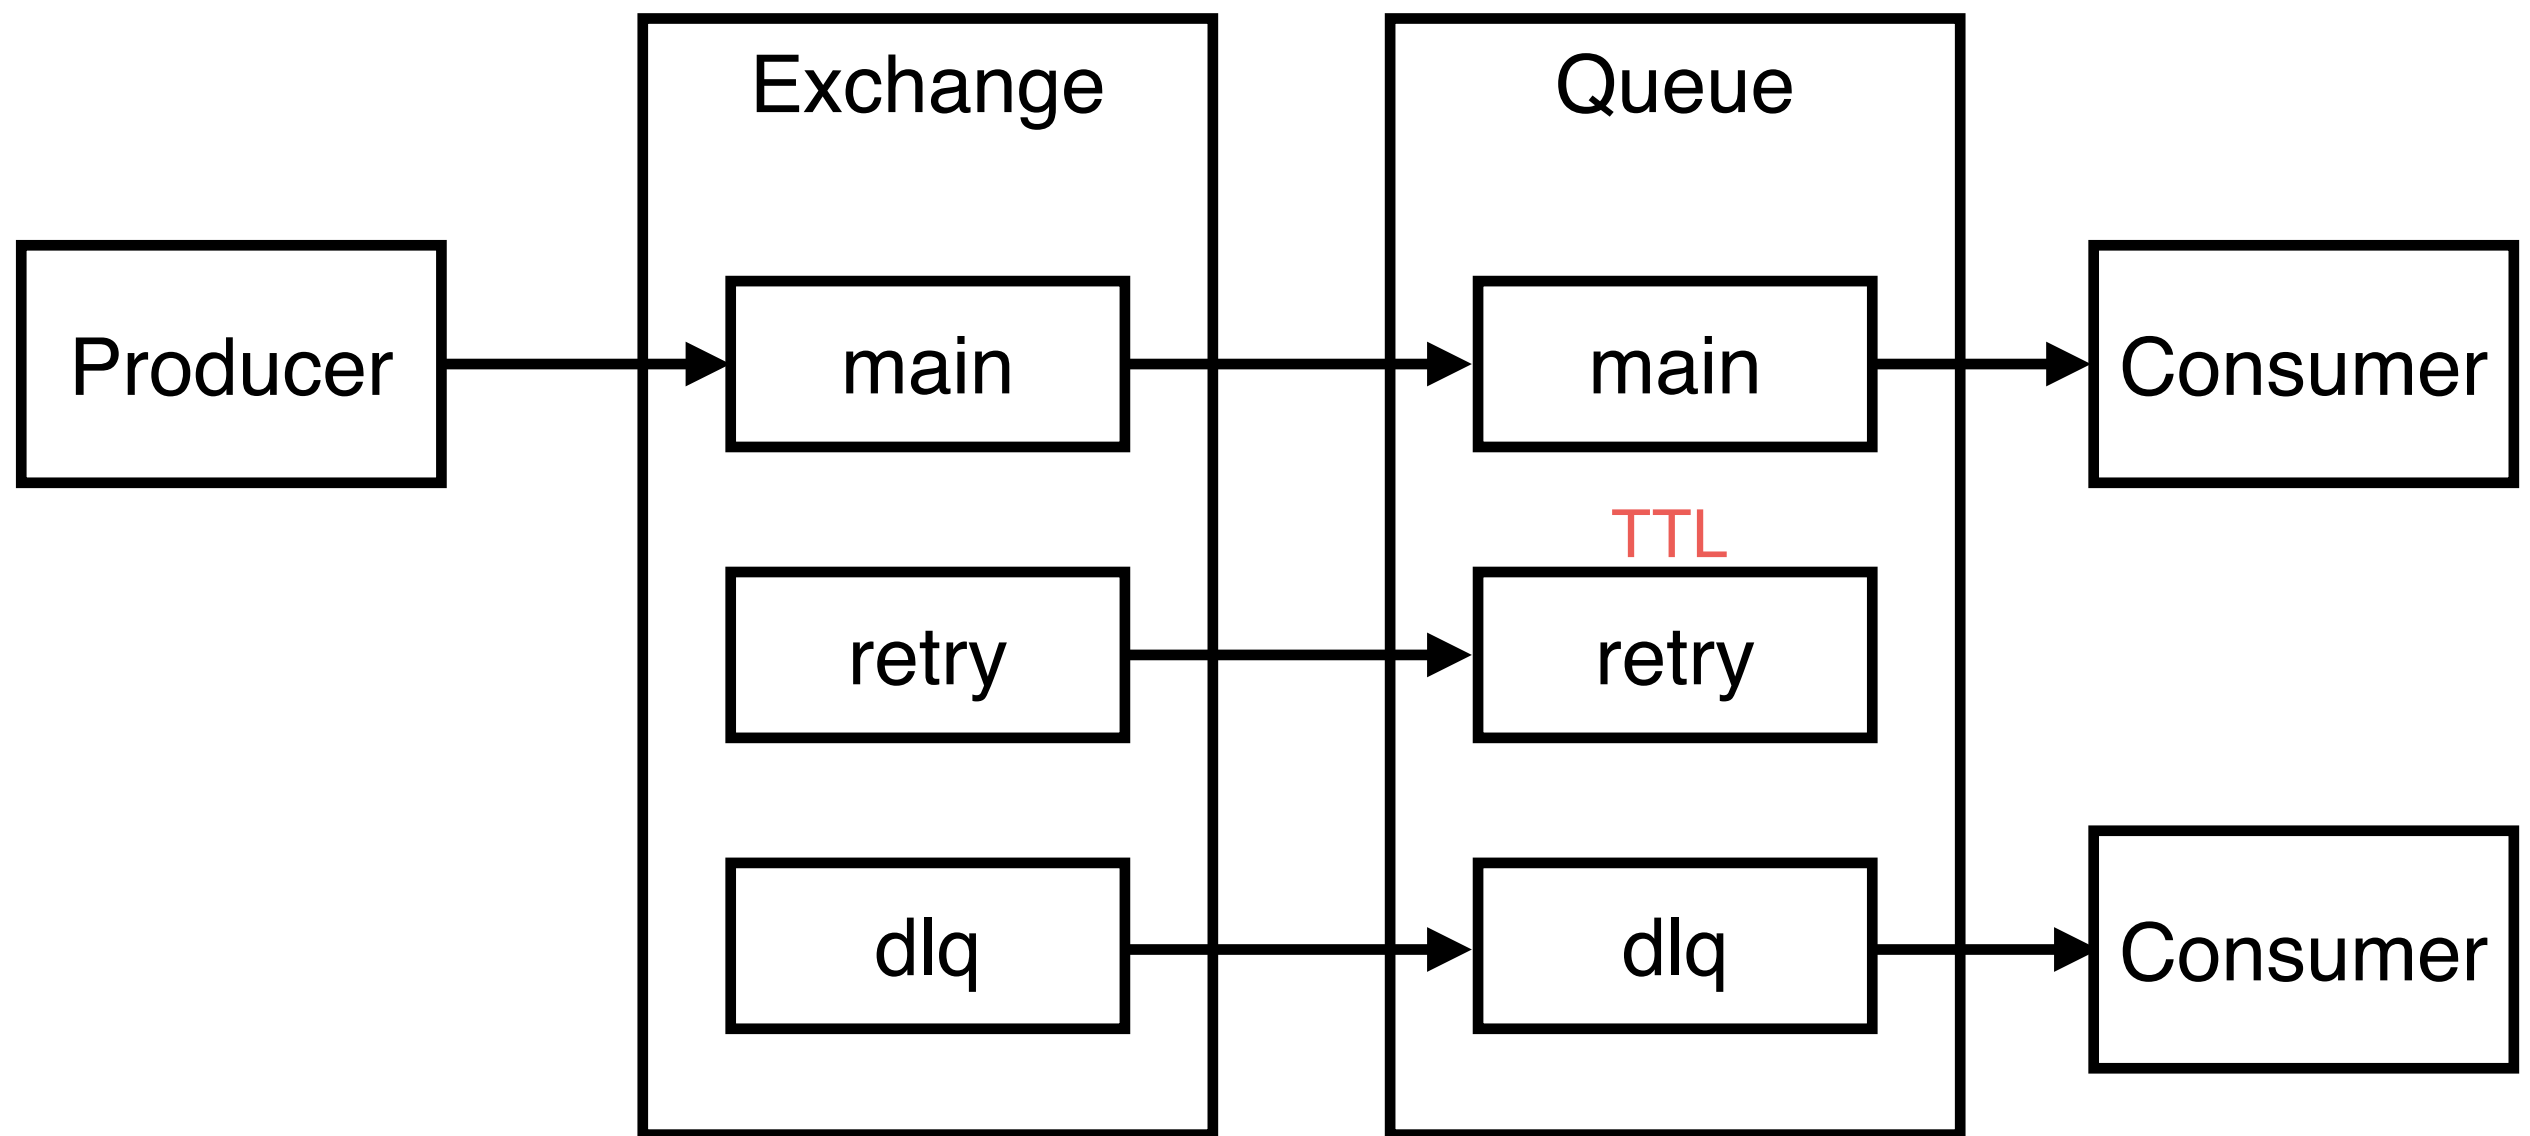 Exchange
Queue
Producer
main
main
Consumer
TTL
retry
retry
dlq
dlq
Consumer